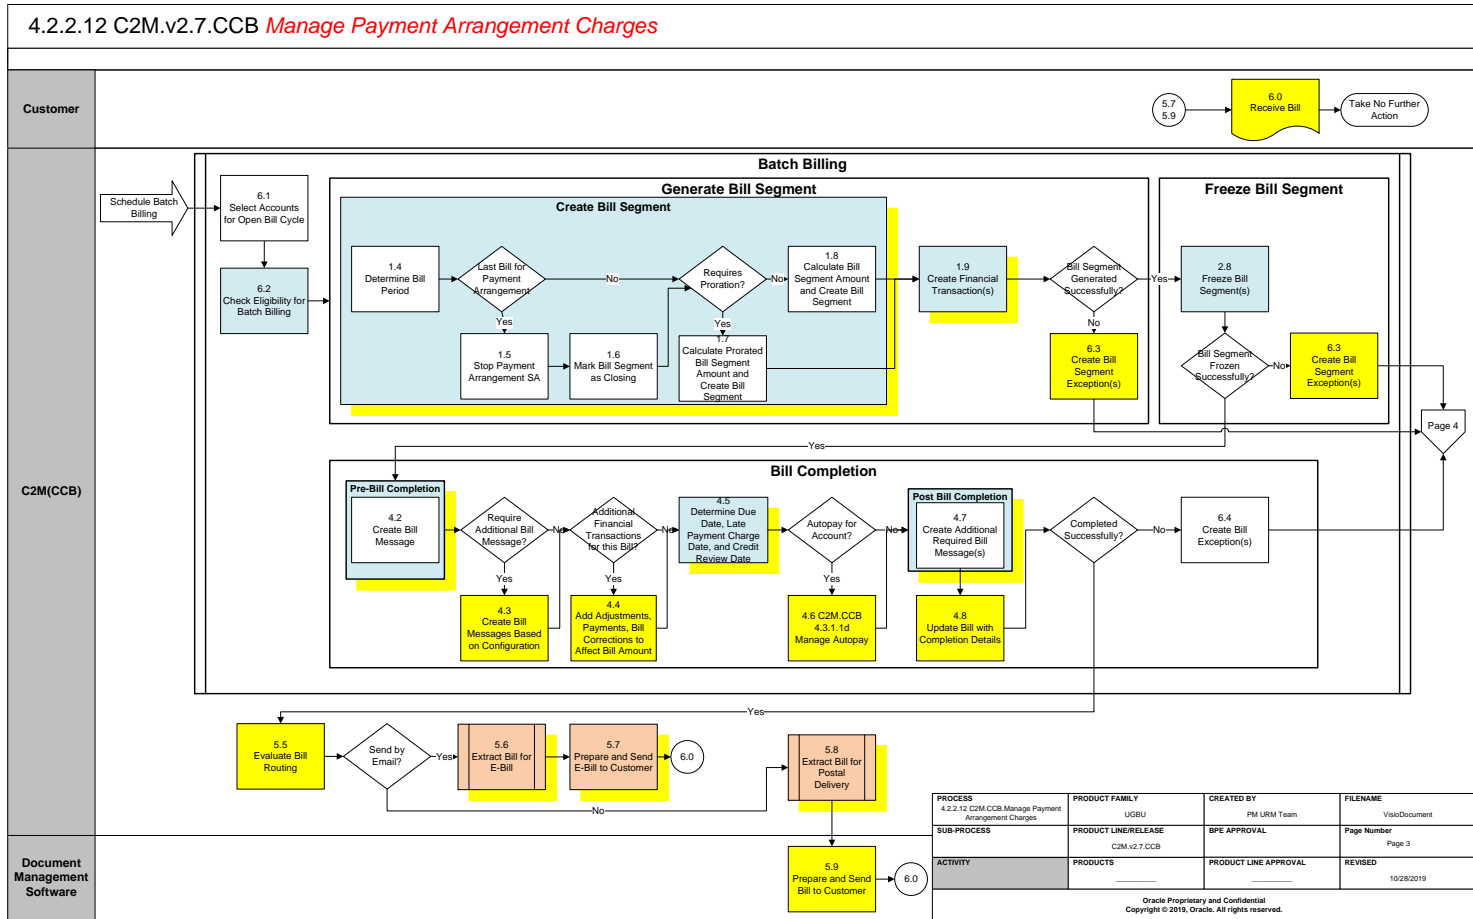 4.2.2.12 C2M.v2.7.CCB Manage Payment Arrangement Charges
Customer
5.7
5.9
6.0
Receive Bill
Take No Further
Action
C2M(CCB)
Batch Billing
Schedule Batch
Billing
6.1
Select Accounts
for Open Bill Cycle
6.2
Check Eligibility for
Batch Billing
Generate Bill Segment
Create Bill Segment
1.4
Determine Bill
Period
Last Bill for
Payment
Arrangement
No
Yes
1.5
Stop Payment
Arrangement SA
1.6
Mark Bill Segment
as Closing
Requires
Proration?
No
Yes
1.7
Calculate Prorated
Bill Segment
Amount and
Create Bill
Segment
1.8
Calculate Bill
Segment Amount
and Create Bill
Segment
1.9
Create Financial
Transaction(s)
Bill Segment
Generated
Successfully?
Yes
No
6.3
Create Bill
Segment
Exception(s)
Freeze Bill Segment
2.8
Freeze Bill
Segment(s)
Bill Segment
Frozen
Successfully?
No
6.3
Create Bill
Segment
Exception(s)
Page 4
Yes
Bill Completion
Pre-Bill Completion
4.2
Create Bill
Message
Require
Additional Bill
Message?
No
Yes
4.3
Create Bill
Messages Based
on Configuration
Additional
Financial
Transactions
for this Bill?
No
Yes
4.4
Add Adjustments,
Payments, Bill
Corrections to
Affect Bill Amount
4.5
Determine Due
Date, Late
Payment Charge
Date, and Credit
Review Date
Autopay for
Account?
No
Yes
4.6 C2M.CCB
4.3.1.1d
Manage Autopay
Post Bill Completion
4.7
Create Additional
Required Bill
Message(s)
4.8
Update Bill with
Completion Details
Completed
Successfully?
No
6.4
Create Bill
Exception(s)
Yes
5.5
Evaluate Bill
Routing
Send by
Email?
Yes
5.6
Extract Bill for
E-Bill
5.7
Prepare and Send
E-Bill to Customer
6.0
No
5.8
Extract Bill for
Postal
Delivery
Document
Management
Software
5.9
Prepare and Send
Bill to Customer
6.0
PROCESS
4.2.2.12 C2M.CCB.Manage Payment
Arrangement Charges
PRODUCT FAMILY
UGBU
CREATED BY
PM URM Team
FILENAME
VisioDocument
SUB-PROCESS
PRODUCT LINE/RELEASE
C2M.v2.7.CCB
BPE APPROVAL
Page Number
Page 3
ACTIVITY
PRODUCTS
PRODUCT LINE APPROVAL
REVISED
10/28/2019
Oracle Proprietary and Confidential
Copyright © 2019, Oracle. All rights reserved.